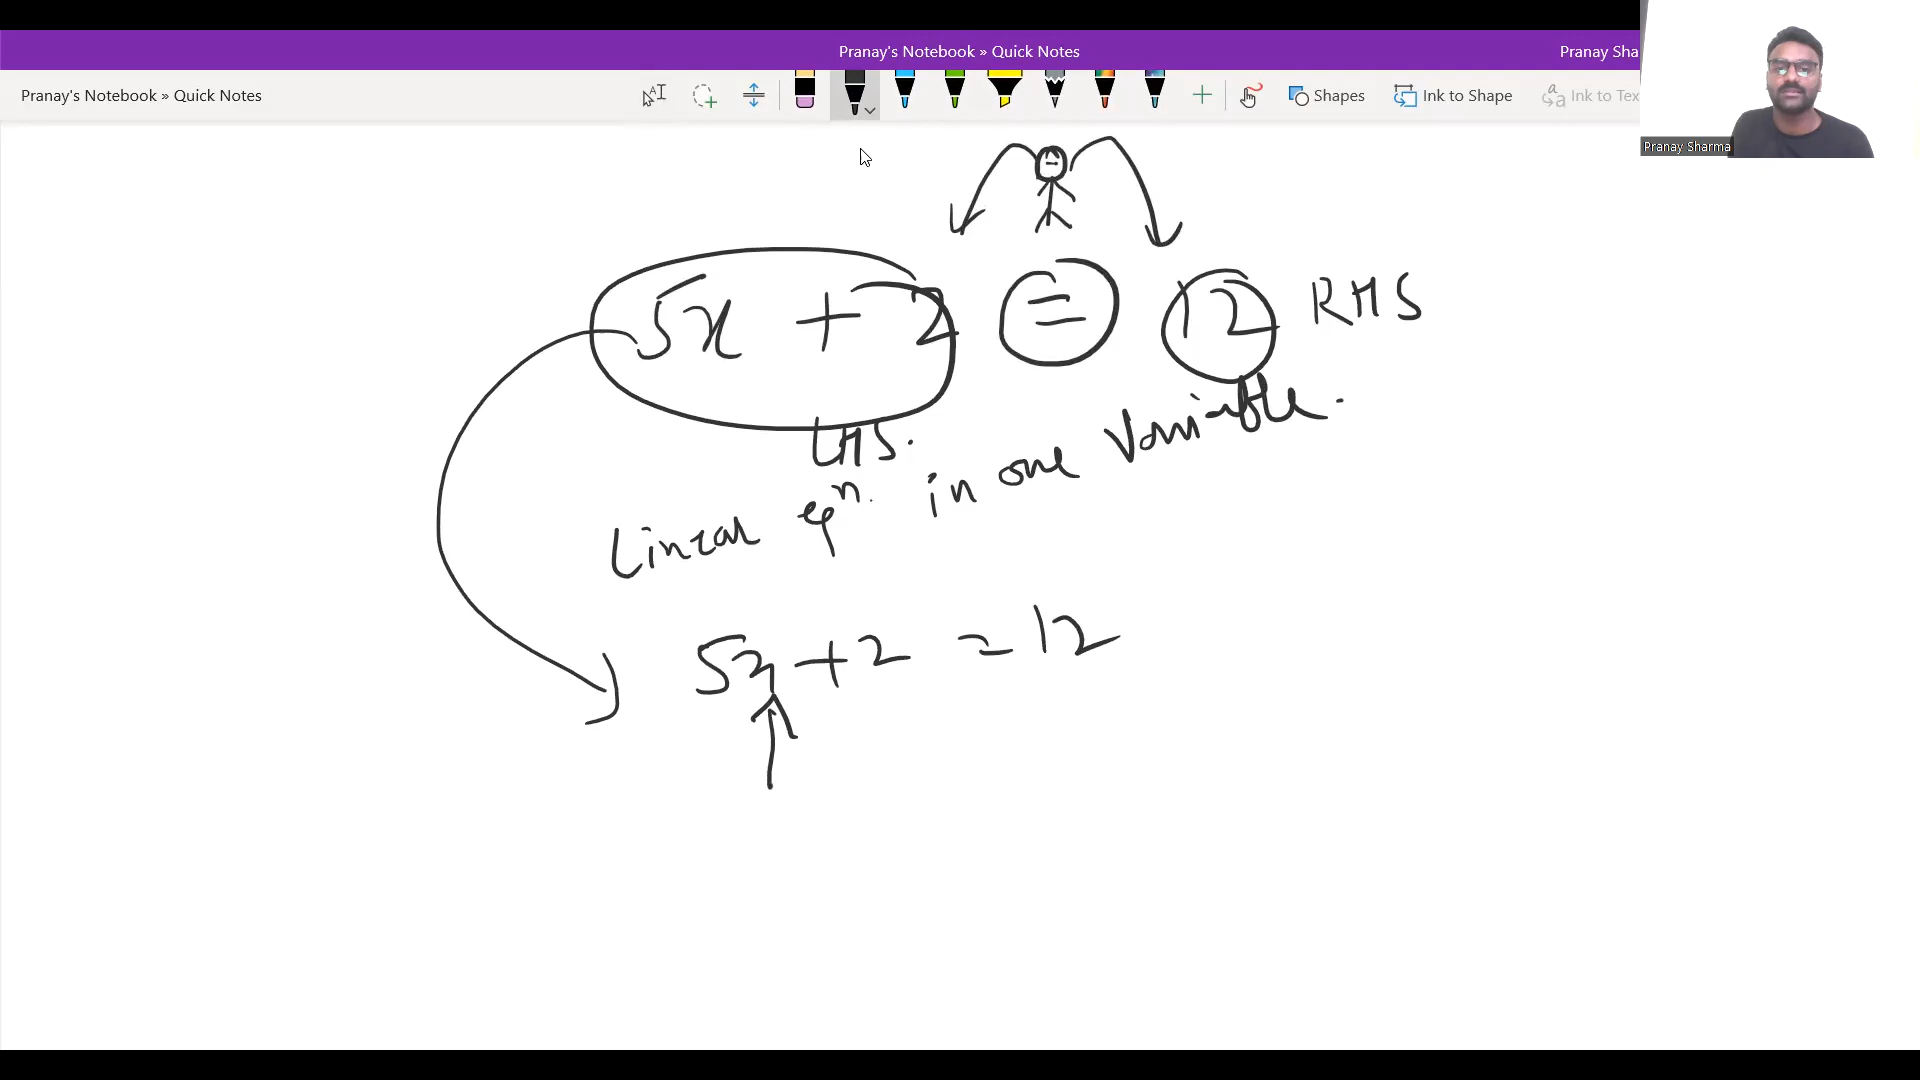 Pranay's Notebook » Quick Notes
Pranay Sha
Pranay's Notebook » Quick Notes
Shapes
Ink to Shape
Ink to Tex
Pranay Sharma
5x + 2 = 12 RHS
LHS.
Linear eqⁿ. in one Variable.
5x + 2 = 12